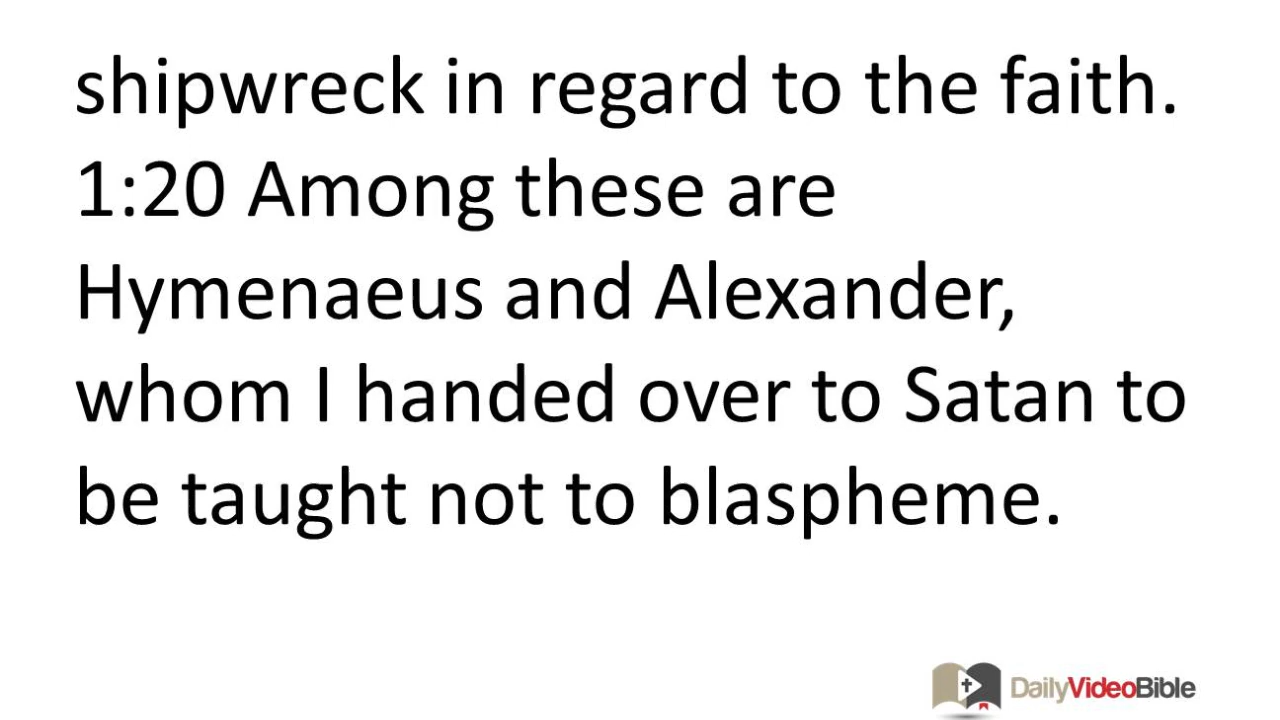 shipwreck in regard to the faith.
1:20 Among these are
Hymenaeus and Alexander,
whom I handed over to Satan to
be taught not to blaspheme.
DailyVideoBible